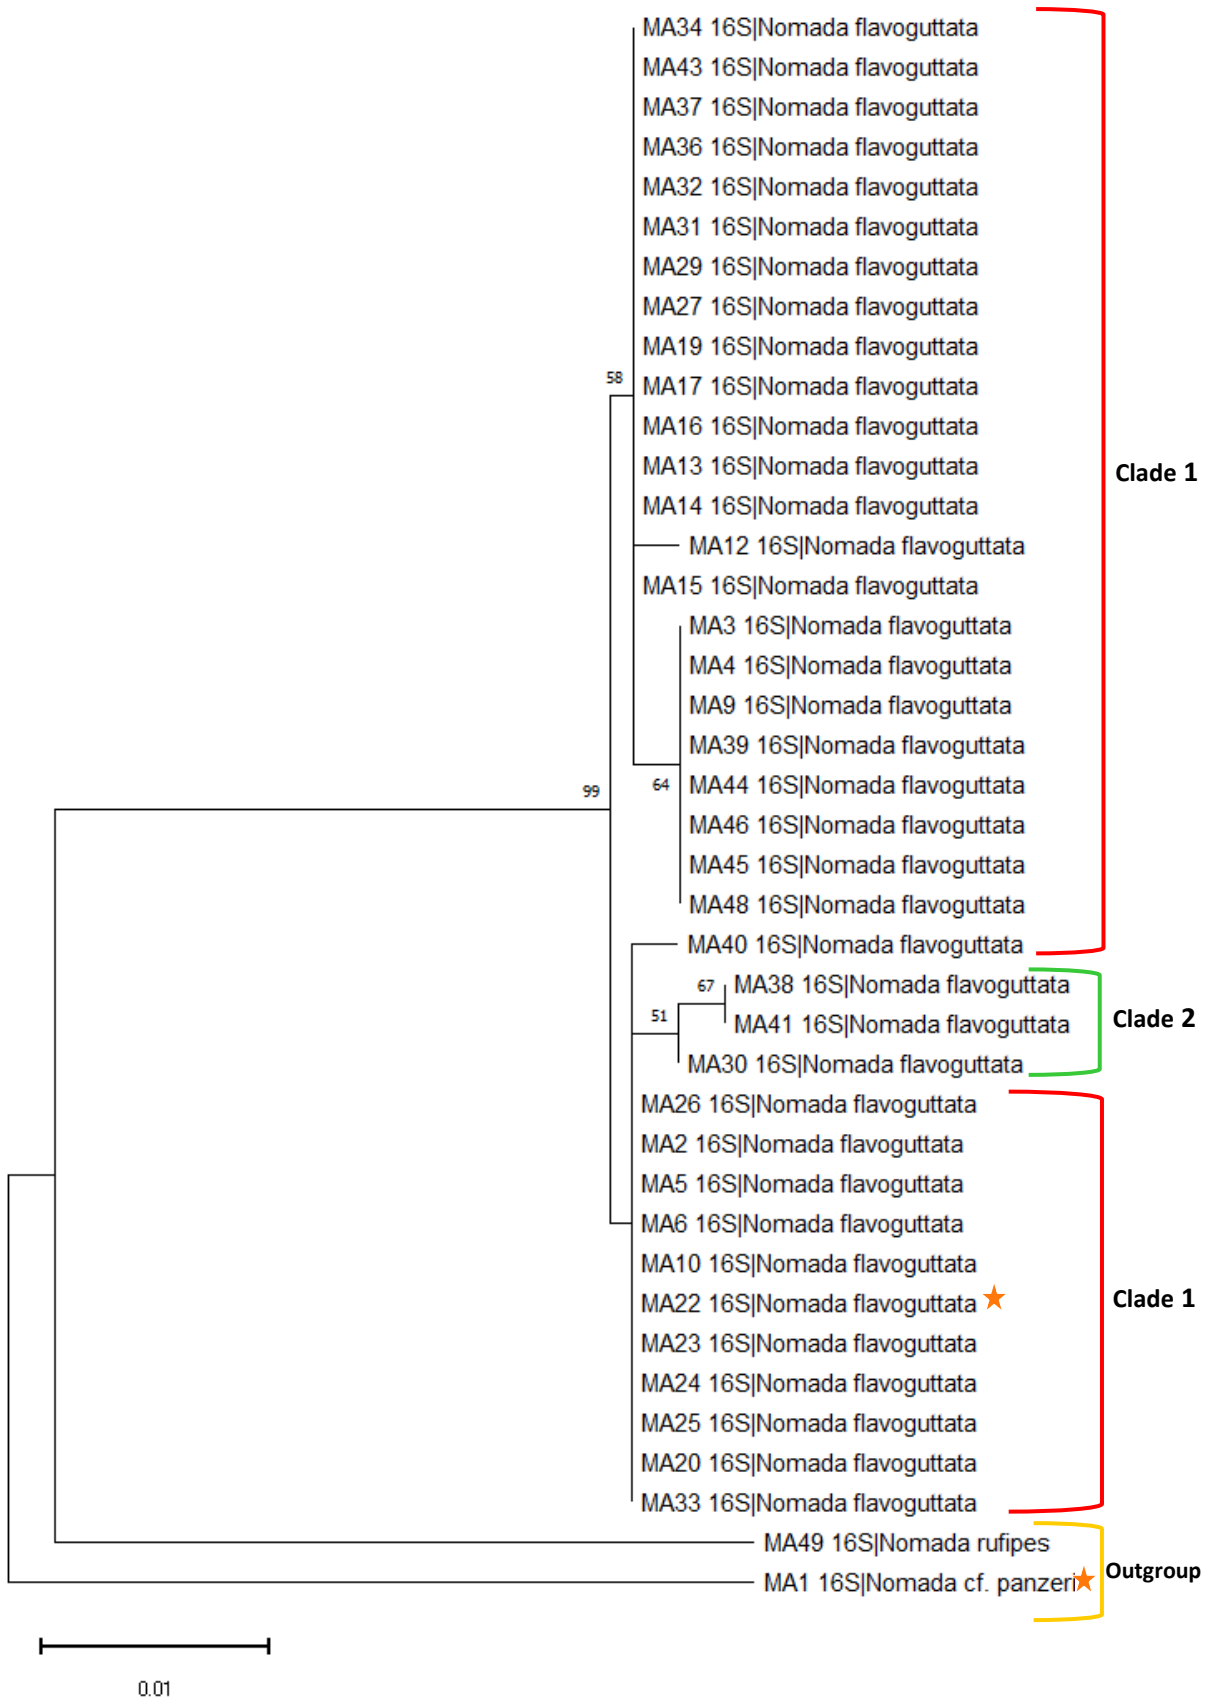 MA34 16S|Nomada flavoguttata
MA43 16S|Nomada flavoguttata
MA37 16S|Nomada flavoguttata
MA36 16S|Nomada flavoguttata
MA32 16S|Nomada flavoguttata
MA31 16S|Nomada flavoguttata
MA29 16S|Nomada flavoguttata
MA27 16S|Nomada flavoguttata
MA19 16S|Nomada flavoguttata
58
MA17 16S|Nomada flavoguttata
MA16 16S|Nomada flavoguttata
MA13 16S|Nomada flavoguttata
Clade 1
MA14 16S|Nomada flavoguttata
MA12 16S|Nomada flavoguttata
MA15 16S|Nomada flavoguttata
MA3 16S|Nomada flavoguttata
MA4 16S|Nomada flavoguttata
MA9 16S|Nomada flavoguttata
MA39 16S|Nomada flavoguttata
99
64
MA44 16S|Nomada flavoguttata
MA46 16S|Nomada flavoguttata
MA45 16S|Nomada flavoguttata
MA48 16S|Nomada flavoguttata
MA40 16S|Nomada flavoguttata
67
MA38 16S|Nomada flavoguttata
51
MA41 16S|Nomada flavoguttata
Clade 2
MA30 16S|Nomada flavoguttata
MA26 16S|Nomada flavoguttata
MA2 16S|Nomada flavoguttata
MA5 16S|Nomada flavoguttata
MA6 16S|Nomada flavoguttata
MA10 16S|Nomada flavoguttata
MA22 16S|Nomada flavoguttata
Clade 1
MA23 16S|Nomada flavoguttata
MA24 16S|Nomada flavoguttata
MA25 16S|Nomada flavoguttata
MA20 16S|Nomada flavoguttata
MA33 16S|Nomada flavoguttata
MA49 16S|Nomada rufipes
Outgroup
MA1 16S|Nomada cf. panzeri
0.01